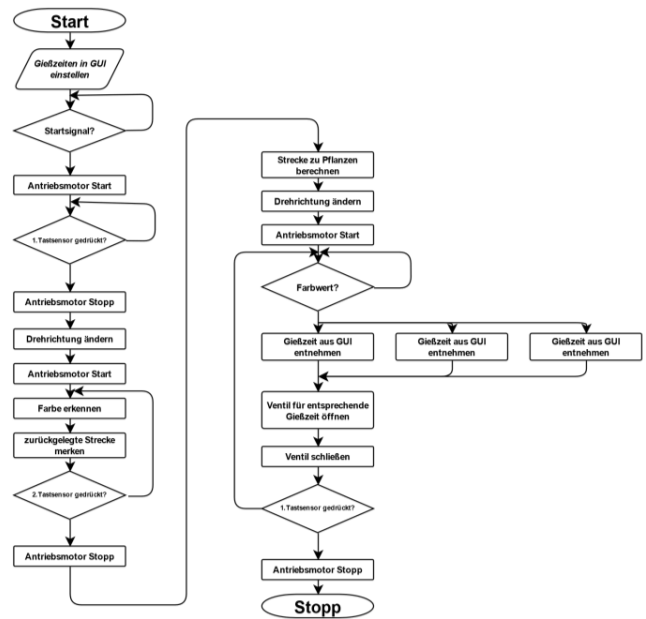 Start
Gießzeiten in GUI
einstellen
Startsignal?
Antriebsmotor Start
1.Tastsensor gedrückt?
Antriebsmotor Stopp
Drehrichtung ändern
Antriebsmotor Start
Farbe erkennen
zurückgelegte Strecke
merken
2.Tastsensor gedrückt?
Antriebsmotor Stopp
Strecke zu Pflanzen
berechnen
Drehrichtung ändern
Antriebsmotor Start
Farbwert?
Gießzeit aus GUI
entnehmen
Gießzeit aus GUI
entnehmen
Gießzeit aus GUI
entnehmen
Ventil für entsprechende
Gießzeit öffnen
Ventil schließen
1.Tastsensor gedrückt?
Antriebsmotor Stopp
Stopp